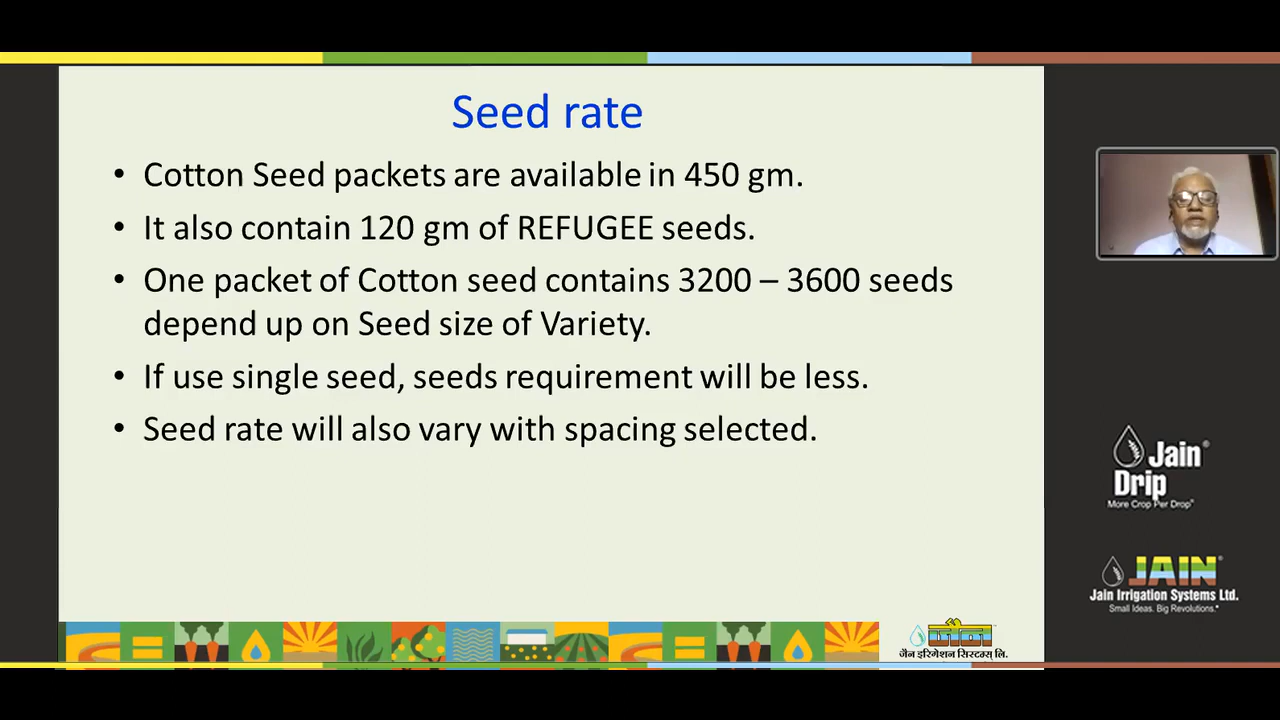 Seed rate
• Cotton Seed packets are available in 450 gm.
• It also contain 120 gm of REFUGEE seeds.
• One packet of Cotton seed contains 3200 – 3600 seeds
depend up on Seed size of Variety.
• If use single seed, seeds requirement will be less.
• Seed rate will also vary with spacing selected.
Jain
Drip
More Crop Per Drop
JAIN
Jain Irrigation Systems Ltd.
Small Ideas. Big Revolutions.
जैन
जैन इरिगेशन सिस्टम्स् लि.